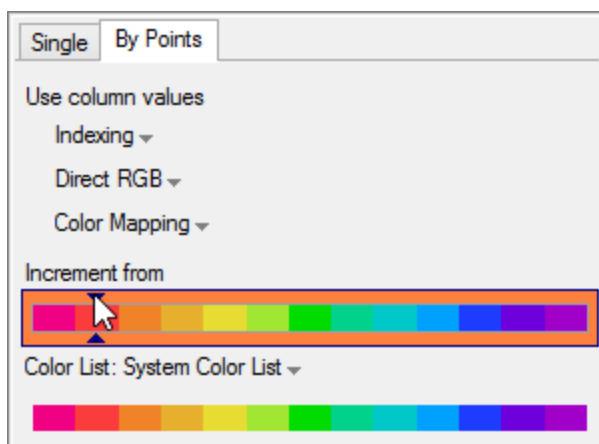 Single By Points
Use column values
Indexing
Direct RGB
Color Mapping
Increment from
Color List: System Color List